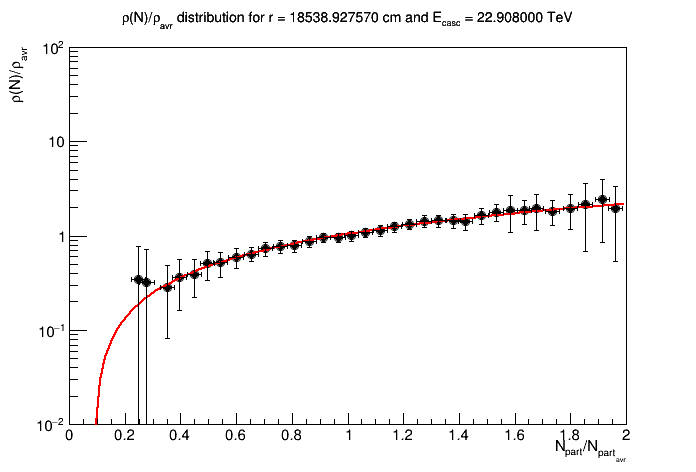 ρ(N)/ρavr distribution for r = 18538.927570 cm and Ecasc = 22.908000 TeV
ρ(N)/ρavr
10²
10
1
10⁻¹
10⁻²
0 0.2 0.4 0.6 0.8 1 1.2 1.4 1.6 1.8 2
Npart/Npartavr